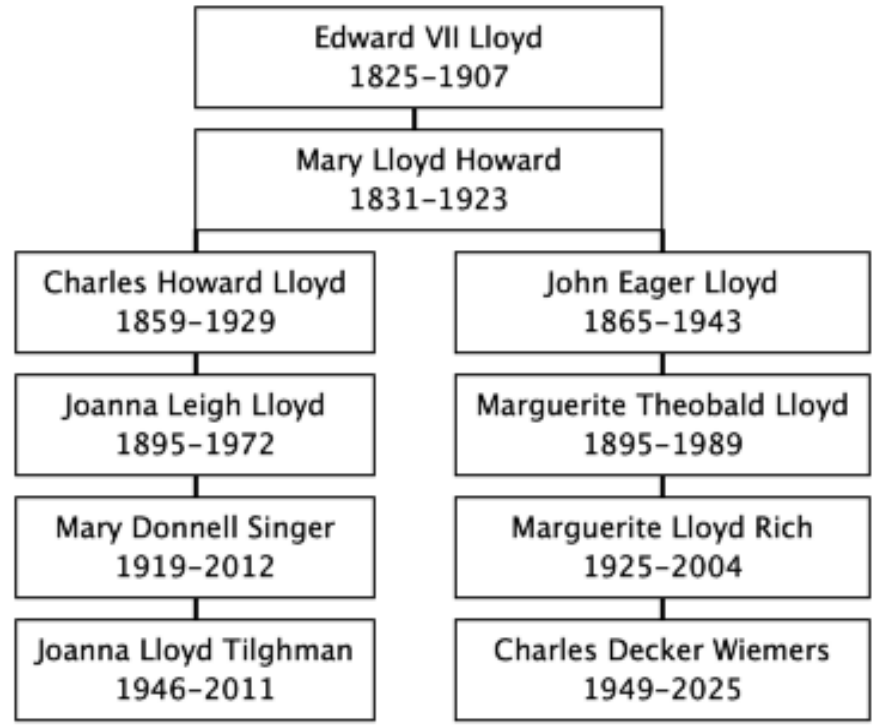 Edward VII Lloyd
1825–1907
Mary Lloyd Howard
1831–1923
Charles Howard Lloyd
1859–1929
John Eager Lloyd
1865–1943
Joanna Leigh Lloyd
1895–1972
Marguerite Theobald Lloyd
1895–1989
Mary Donnell Singer
1919–2012
Marguerite Lloyd Rich
1925–2004
Joanna Lloyd Tilghman
1946–2011
Charles Decker Wiemers
1949–2025